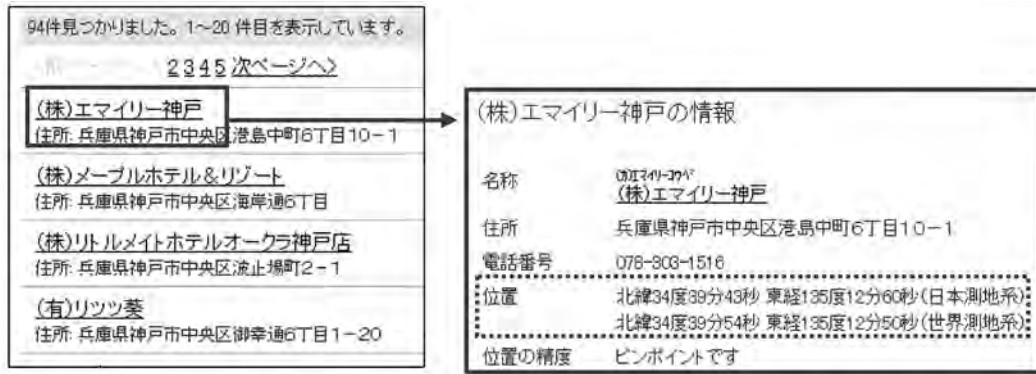 94件見つかりました。1~20 件目を表示しています。
2 3 4 5 次ページへ>
(株)エマイリー神戸
住所: 兵庫県神戸市中央区港島中町6丁目10-1
(株)メープルホテル&リゾート
住所: 兵庫県神戸市中央区海岸通6丁目
(株)リトルメイトホテルオークラ神戸店
住所: 兵庫県神戸市中央区波止場町2-1
(有)リッツ葵
住所: 兵庫県神戸市中央区御幸通6丁目1-20
(株)エマイリー神戸の情報
(カ)エマイリーコウベ
名称 (株)エマイリー神戸
住所 兵庫県神戸市中央区港島中町6丁目10-1
電話番号 078-303-1516
位置 北緯34度39分43秒 東経135度12分60秒(日本測地系)
北緯34度39分54秒 東経135度12分50秒(世界測地系)
位置の精度 ピンポイントです